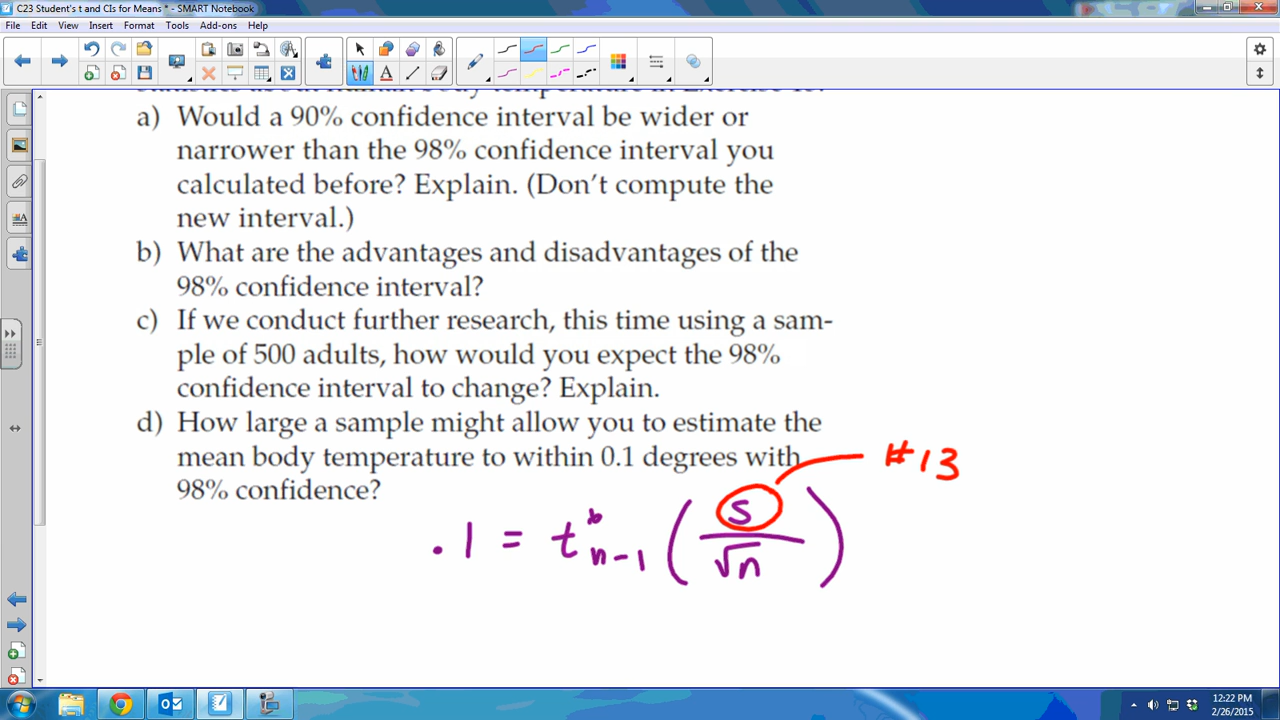 C23 Student's t and CIs for Means * - SMART Notebook
File Edit View Insert Format Tools Add-ons Help
a) Would a 90% confidence interval be wider or
narrower than the 98% confidence interval you
calculated before? Explain. (Don't compute the
new interval.)
b) What are the advantages and disadvantages of the
98% confidence interval?
c) If we conduct further research, this time using a sam-
ple of 500 adults, how would you expect the 98%
confidence interval to change? Explain.
d) How large a sample might allow you to estimate the
mean body temperature to within 0.1 degrees with
98% confidence?
#13
.1 = t*n-1 (s/√n)
12:22 PM
2/26/2015